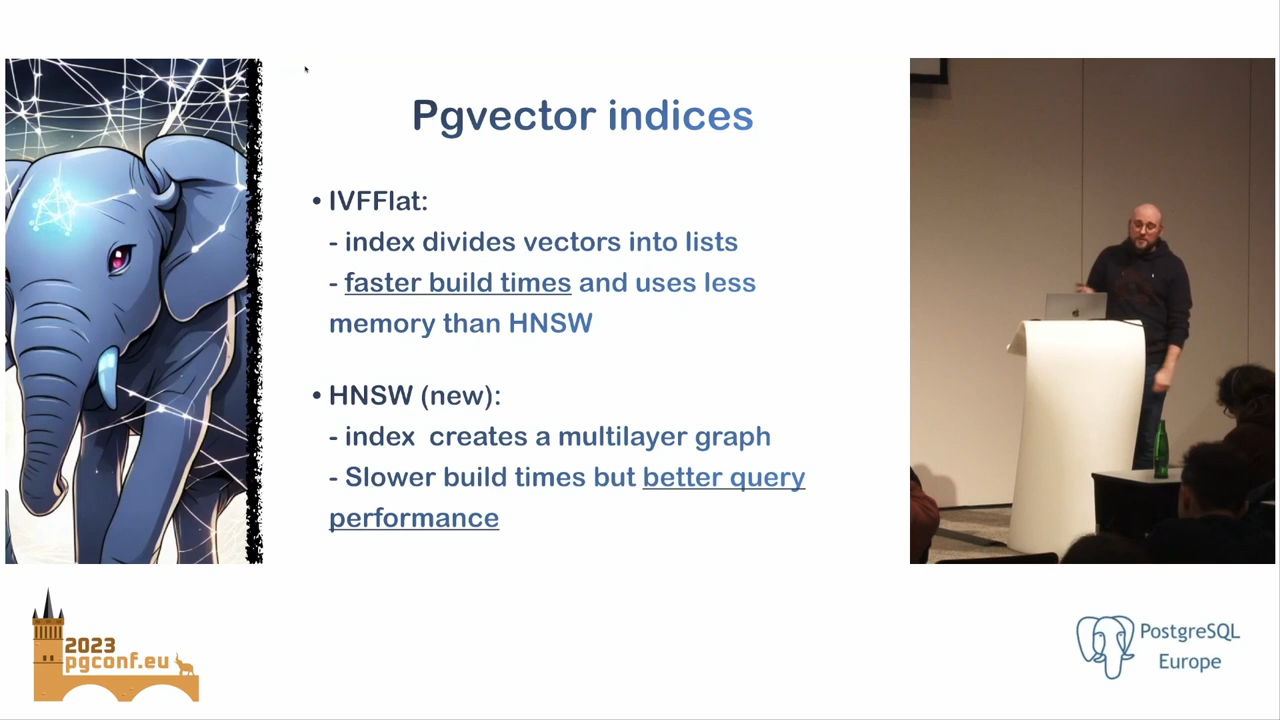 Pgvector indices
• IVFFlat:
- index divides vectors into lists
- faster build times and uses less
memory than HNSW
• HNSW (new):
- index  creates a multilayer graph
- Slower build times but better query
performance
2023
pgconf.eu
PostgreSQL
Europe